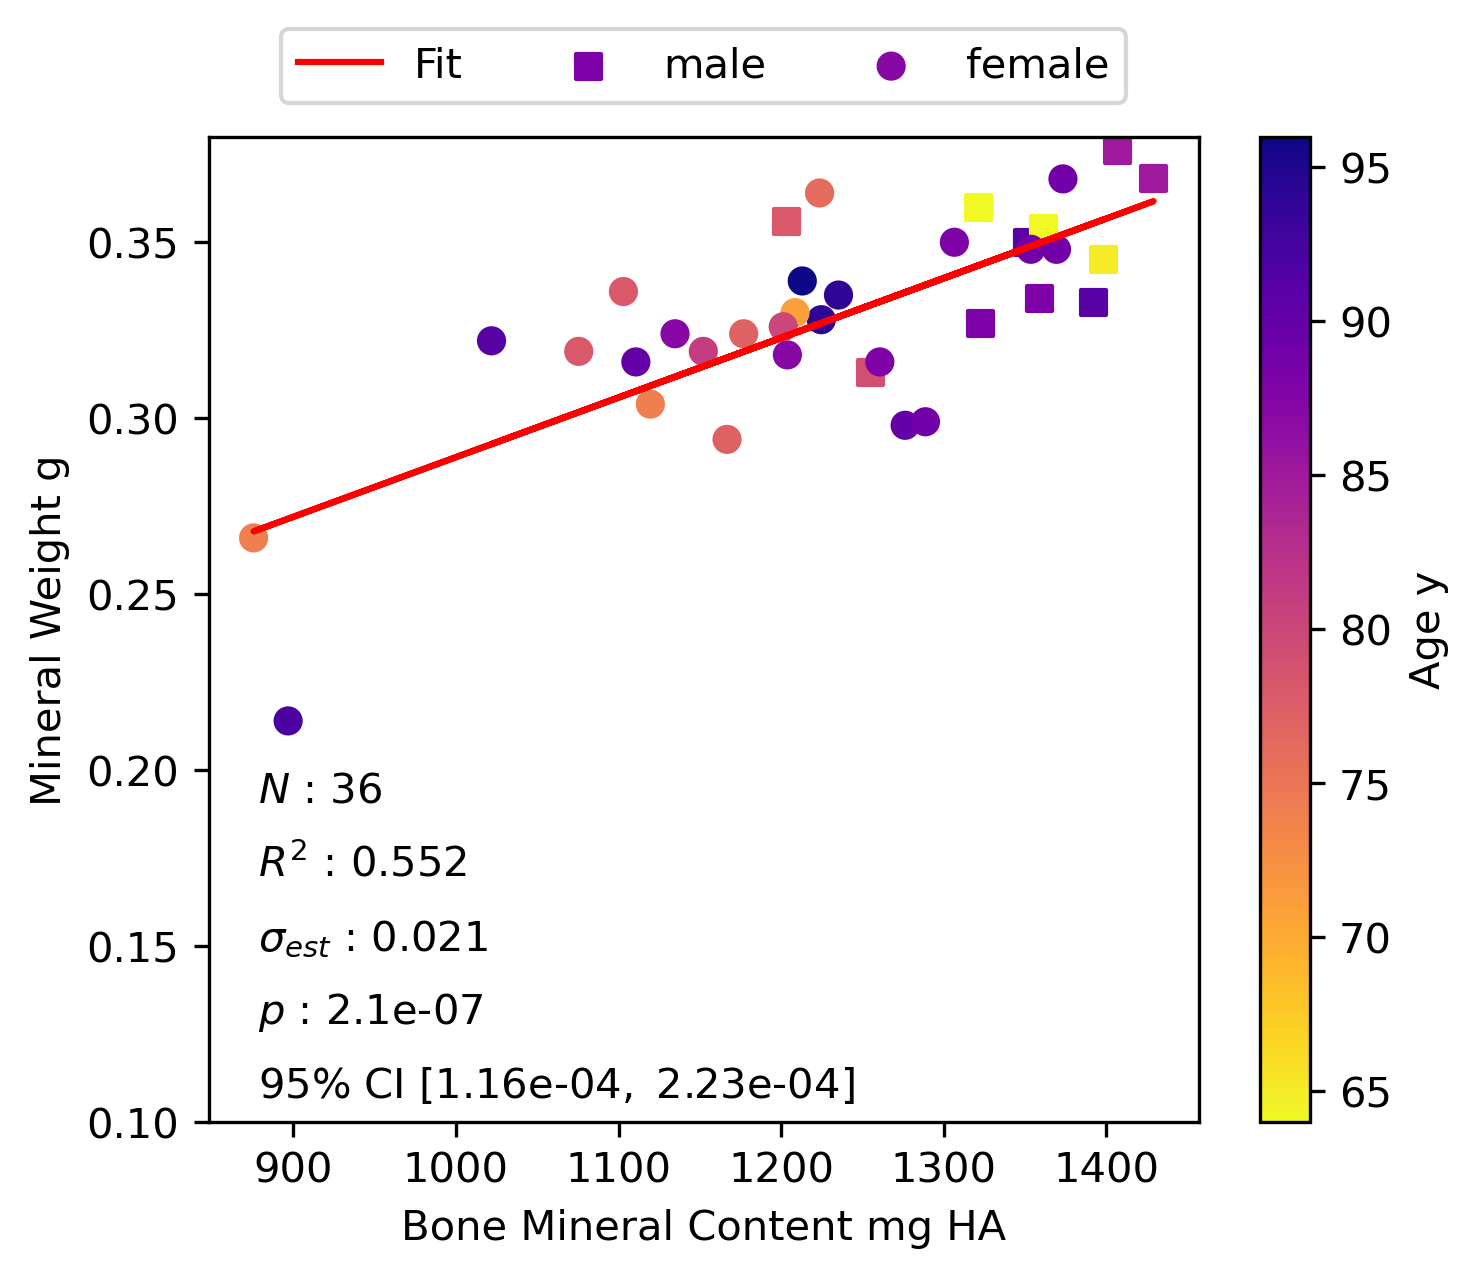 Fit male female
0.35
0.30
0.25
0.20
0.15
0.10
Mineral Weight g
N : 36
R² : 0.552
σest : 0.021
p : 2.1e-07
95% CI [1.16e-04, 2.23e-04]
900 1000 1100 1200 1300 1400
Bone Mineral Content mg HA
95
90
85
80
75
70
65
Age y